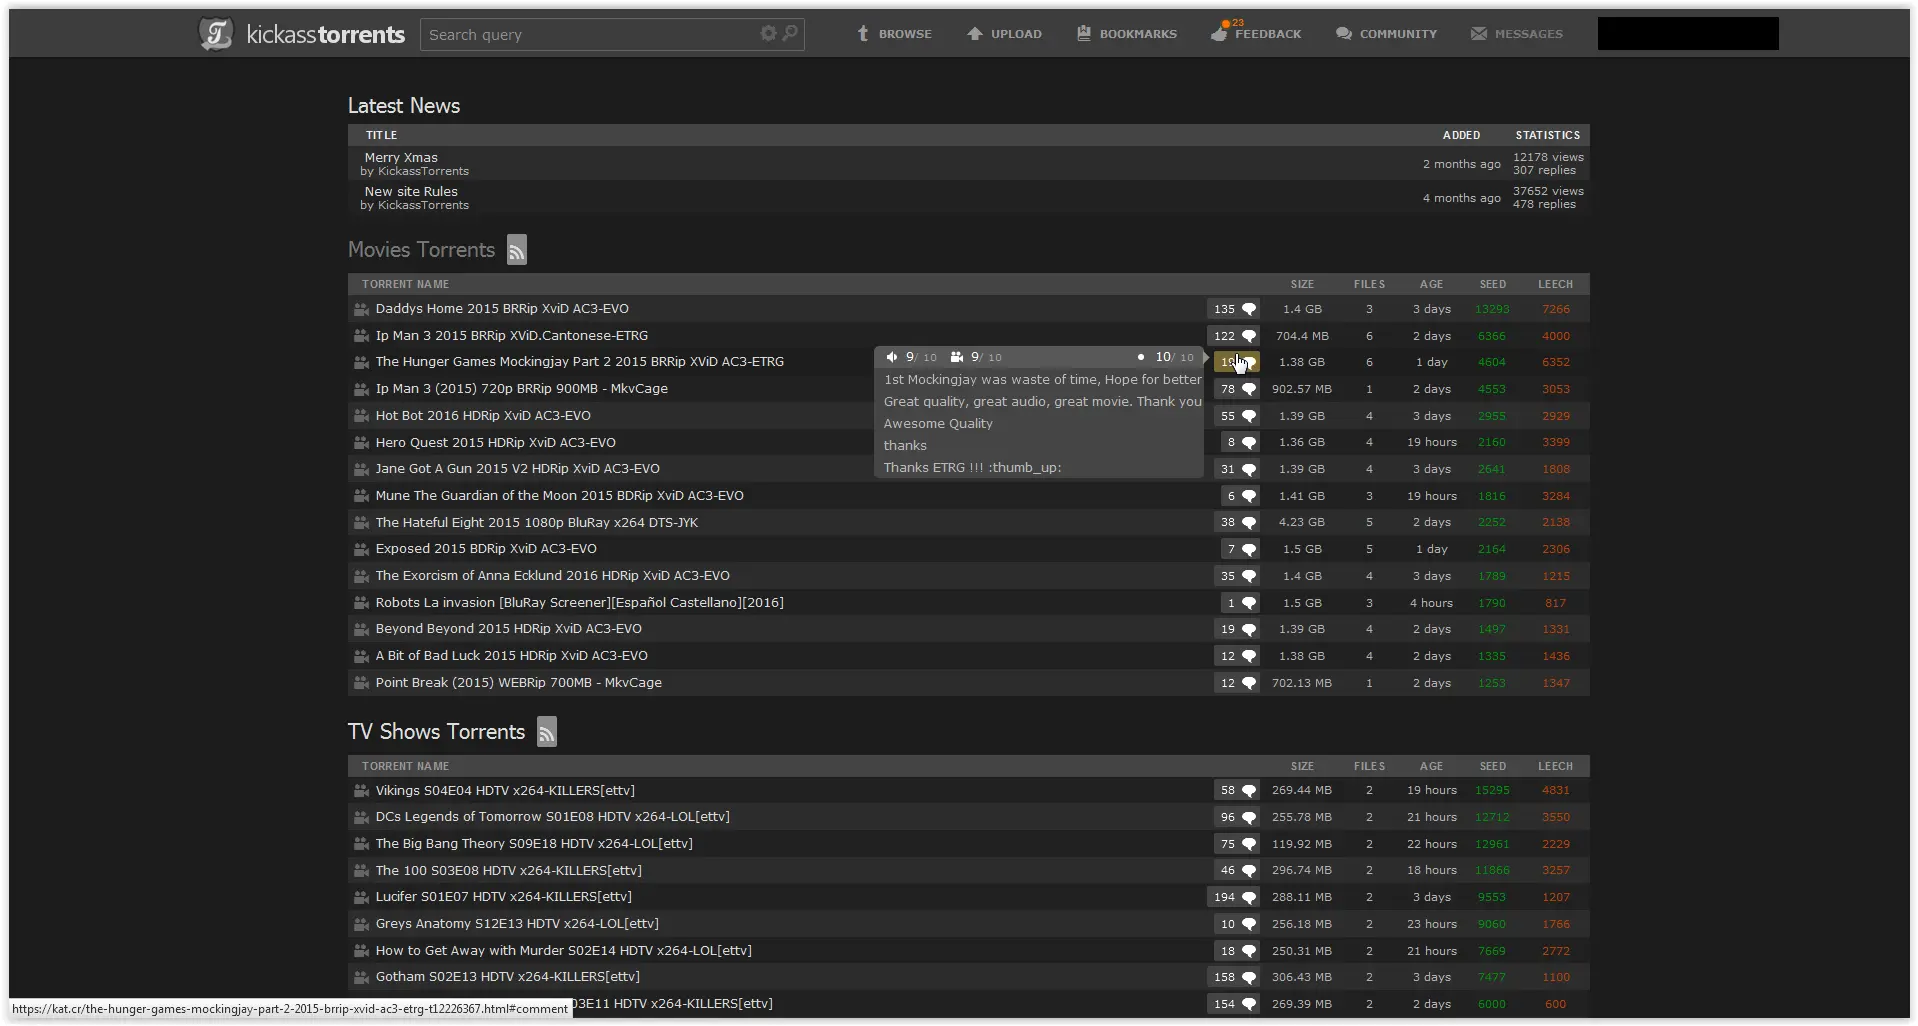 kickasstorrents Search query BROWSE UPLOAD BOOKMARKS 23 FEEDBACK COMMUNITY MESSAGES
Latest News
TITLE ADDED STATISTICS
Merry Xmas
by KickassTorrents 2 months ago 12178 views
307 replies
New site Rules
by KickassTorrents 4 months ago 37652 views
478 replies
Movies Torrents
TORRENT NAME SIZE FILES AGE SEED LEECH
Daddys Home 2015 BRRip XviD AC3-EVO 135 1.4 GB 3 3 days 13293 7266
Ip Man 3 2015 BRRip XViD.Cantonese-ETRG 122 704.4 MB 6 2 days 6366 4000
The Hunger Games Mockingjay Part 2 2015 BRRip XViD AC3-ETRG 1.38 GB 6 1 day 4604 6352
9/ 10 9/ 10 10/ 10
1st Mockingjay was waste of time, Hope for better
Great quality, great audio, great movie. Thank you
Awesome Quality
thanks
Thanks ETRG !!! :thumb_up:
Ip Man 3 (2015) 720p BRRip 900MB - MkvCage 78 902.57 MB 1 2 days 4553 3053
Hot Bot 2016 HDRip XviD AC3-EVO 55 1.39 GB 4 3 days 2955 2929
Hero Quest 2015 HDRip XviD AC3-EVO 8 1.36 GB 4 19 hours 2160 3399
Jane Got A Gun 2015 V2 HDRip XviD AC3-EVO 31 1.39 GB 4 3 days 2641 1808
Mune The Guardian of the Moon 2015 BDRip XviD AC3-EVO 6 1.41 GB 3 19 hours 1816 3284
The Hateful Eight 2015 1080p BluRay x264 DTS-JYK 38 4.23 GB 5 2 days 2252 2138
Exposed 2015 BDRip XviD AC3-EVO 7 1.5 GB 5 1 day 2164 2306
The Exorcism of Anna Ecklund 2016 HDRip XviD AC3-EVO 35 1.4 GB 4 3 days 1789 1215
Robots La invasion [BluRay Screener][Español Castellano][2016] 1 1.5 GB 3 4 hours 1790 817
Beyond Beyond 2015 HDRip XviD AC3-EVO 19 1.39 GB 4 2 days 1497 1331
A Bit of Bad Luck 2015 HDRip XviD AC3-EVO 12 1.38 GB 4 2 days 1335 1436
Point Break (2015) WEBRip 700MB - MkvCage 12 702.13 MB 1 2 days 1253 1347
TV Shows Torrents
TORRENT NAME SIZE FILES AGE SEED LEECH
Vikings S04E04 HDTV x264-KILLERS[ettv] 58 269.44 MB 2 19 hours 15295 4831
DCs Legends of Tomorrow S01E08 HDTV x264-LOL[ettv] 96 255.78 MB 2 21 hours 12712 3550
The Big Bang Theory S09E18 HDTV x264-LOL[ettv] 75 119.92 MB 2 22 hours 12961 2229
The 100 S03E08 HDTV x264-KILLERS[ettv] 46 296.74 MB 2 18 hours 11866 3257
Lucifer S01E07 HDTV x264-KILLERS[ettv] 194 288.11 MB 2 3 days 9553 1207
Greys Anatomy S12E13 HDTV x264-LOL[ettv] 10 256.18 MB 2 23 hours 9060 1766
How to Get Away with Murder S02E14 HDTV x264-LOL[ettv] 18 250.31 MB 2 21 hours 7669 2772
Gotham S02E13 HDTV x264-KILLERS[ettv] 158 306.43 MB 2 3 days 7477 1100
03E11 HDTV x264-KILLERS[ettv] 154 269.39 MB 2 2 days 6000 600
https://kat.cr/the-hunger-games-mockingjay-part-2-2015-brrip-xvid-ac3-etrg-t12226367.html#comment